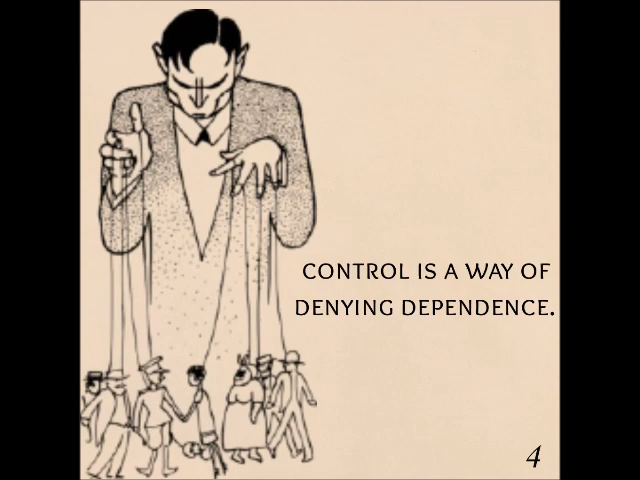 CONTROL IS A WAY OF
DENYING DEPENDENCE.
4